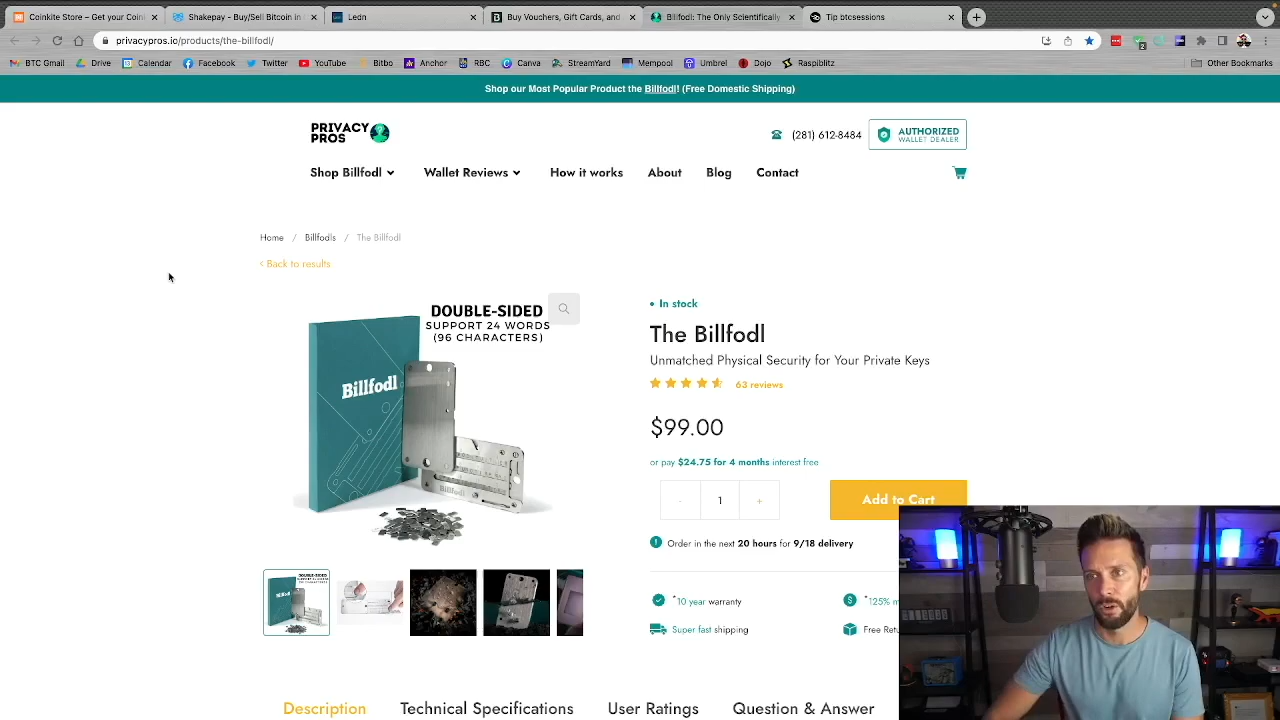 Coinkite Store - Get your Coin
Shakepay - Buy/Sell Bitcoin in
Ledn
Buy Vouchers, Gift Cards, and
Billfodl: The Only Scientifically
Tip btcsessions
privacypros.io/products/the-billfodl/
BTC Gmail
Drive
Calendar
Facebook
Twitter
YouTube
Bitbo
Anchor
RBC
Canva
StreamYard
Mempool
Umbrel
Dojo
Raspiblitz
Other Bookmarks
Shop our Most Popular Product the Billfodl! (Free Domestic Shipping)
PRIVACY
PROS
(281) 612-8484
AUTHORIZED
WALLET DEALER
Shop Billfodl
Wallet Reviews
How it works
About
Blog
Contact
Home / Billfodls / The Billfodl
< Back to results
DOUBLE-SIDED
SUPPORT 24 WORDS
(96 CHARACTERS)
Billfodl
Billfodl
• In stock
The Billfodl
Unmatched Physical Security for Your Private Keys
63 reviews
$99.00
or pay $24.75 for 4 months interest free
- 1 +
Add to Cart
Order in the next 20 hours for 9/18 delivery
*10 year warranty
*125%
Super fast shipping
Free
Description
Technical Specifications
User Ratings
Question & Answer